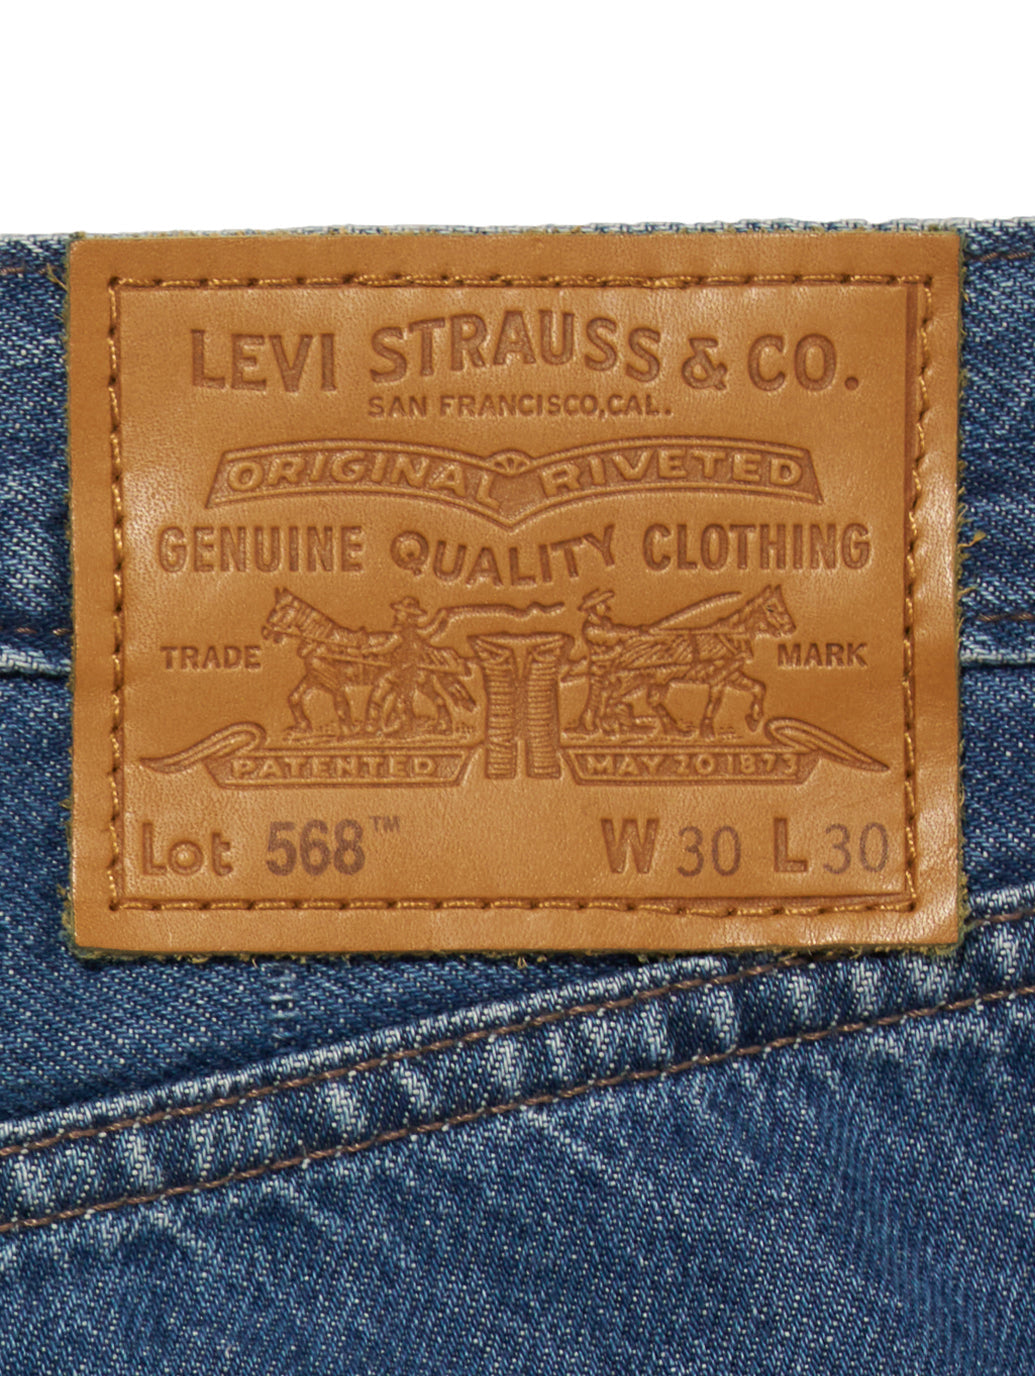 LEVI STRAUSS & CO.
SAN FRANCISCO, CAL.
ORIGINAL RIVETED
GENUINE QUALITY CLOTHING
TRADE MARK
PATENTED MAY 20 1873
Lot 568™ W 30 L 30